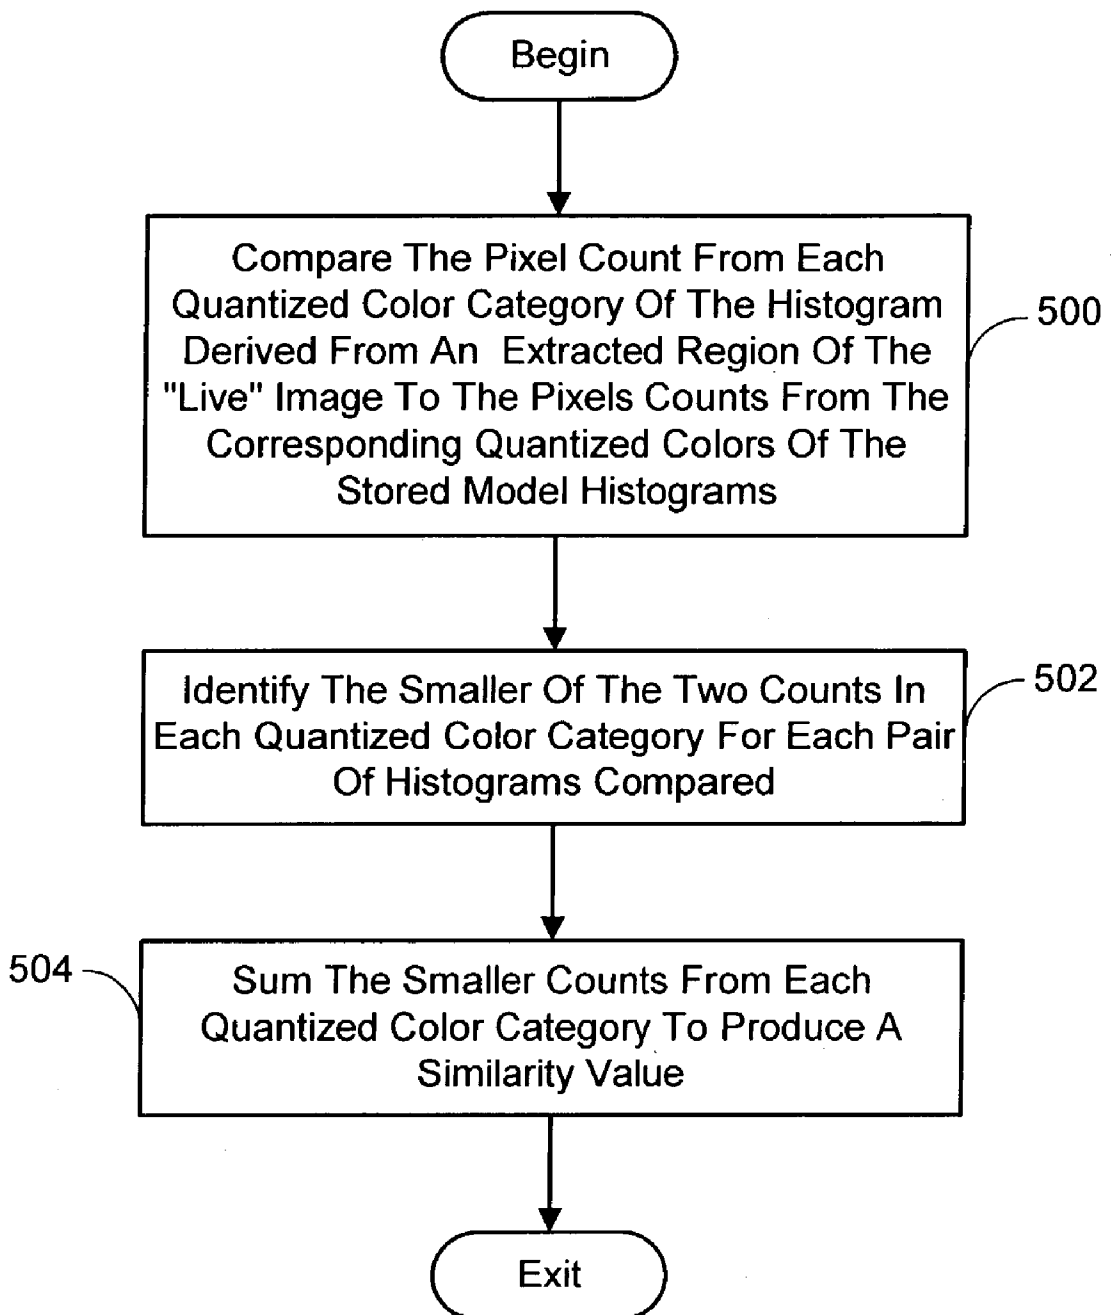 Begin
Compare The Pixel Count From Each
Quantized Color Category Of The Histogram
Derived From An Extracted Region Of The
"Live" Image To The Pixels Counts From The
Corresponding Quantized Colors Of The
Stored Model Histograms
500
Identify The Smaller Of The Two Counts In
Each Quantized Color Category For Each Pair
Of Histograms Compared
502
504
Sum The Smaller Counts From Each
Quantized Color Category To Produce A
Similarity Value
Exit